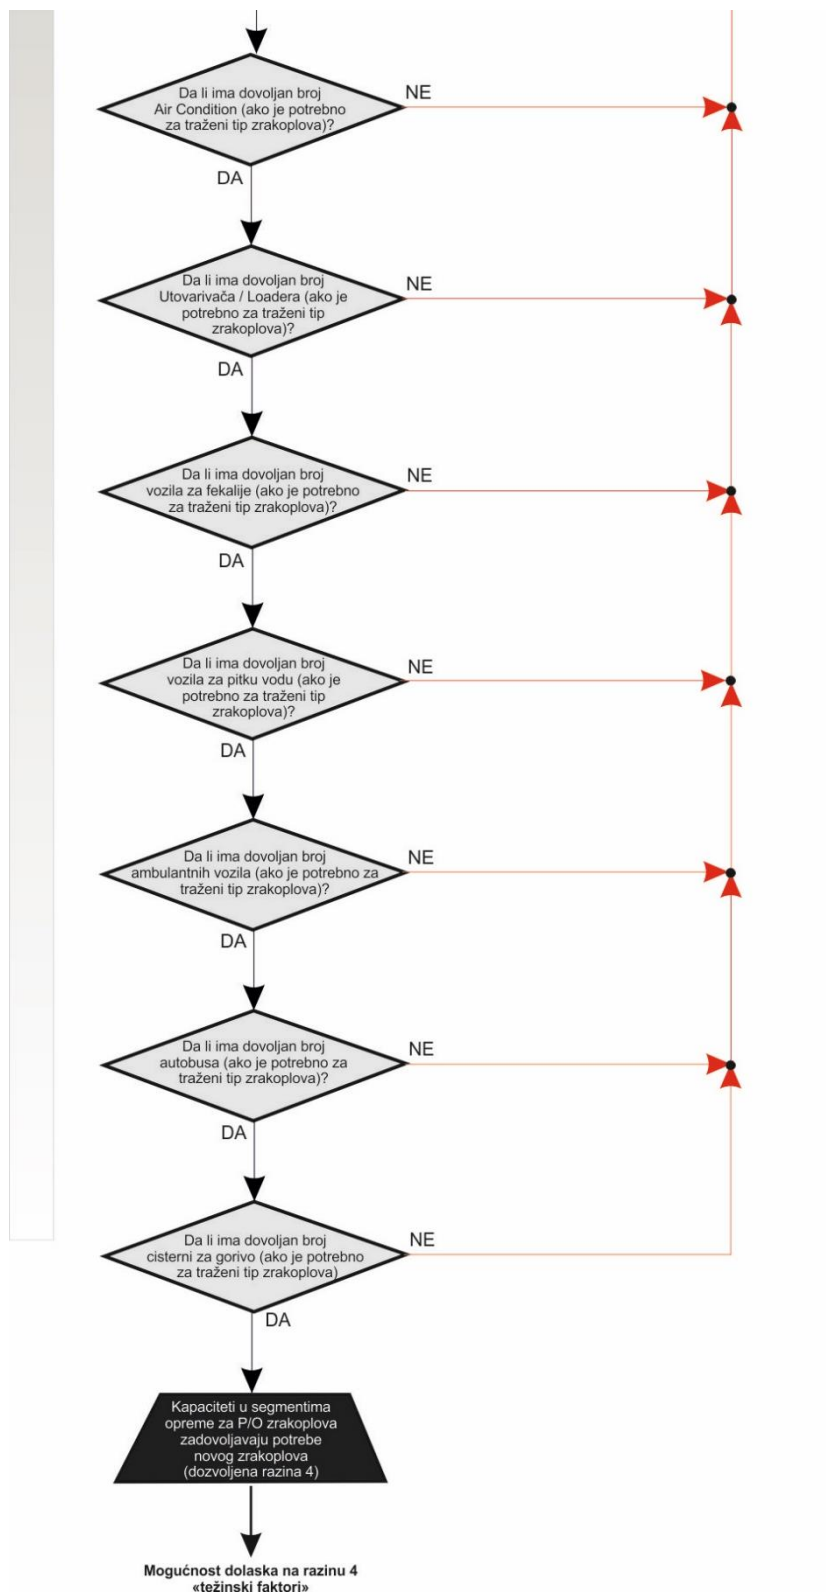 Da li ima dovoljan broj
Air Condition (ako je potrebno
za traženi tip zrakoplova)?
NE
DA
Da li ima dovoljan broj
Utovarivača / Loadera (ako je
potrebno za traženi tip
zrakoplova)?
NE
DA
Da li ima dovoljan broj
vozila za fekalije (ako je potrebno
za traženi tip zrakoplova)?
NE
DA
Da li ima dovoljan broj
vozila za pitku vodu (ako je
potrebno za traženi tip
zrakoplova)?
NE
DA
Da li ima dovoljan broj
ambulantnih vozila (ako je potrebno za
traženi tip zrakoplova)?
NE
DA
Da li ima dovoljan broj
autobusa (ako je potrebno za
traženi tip zrakoplova)?
NE
DA
Da li ima dovoljan broj
cisterni za gorivo (ako je potrebno
za traženi tip zrakoplova)
NE
DA
Kapaciteti u segmentima
opreme za P/O zrakoplova
zadovoljavaju potrebe
novog zrakoplova
(dozvoljena razina 4)
Mogućnost dolaska na razinu 4
«težinski faktori»